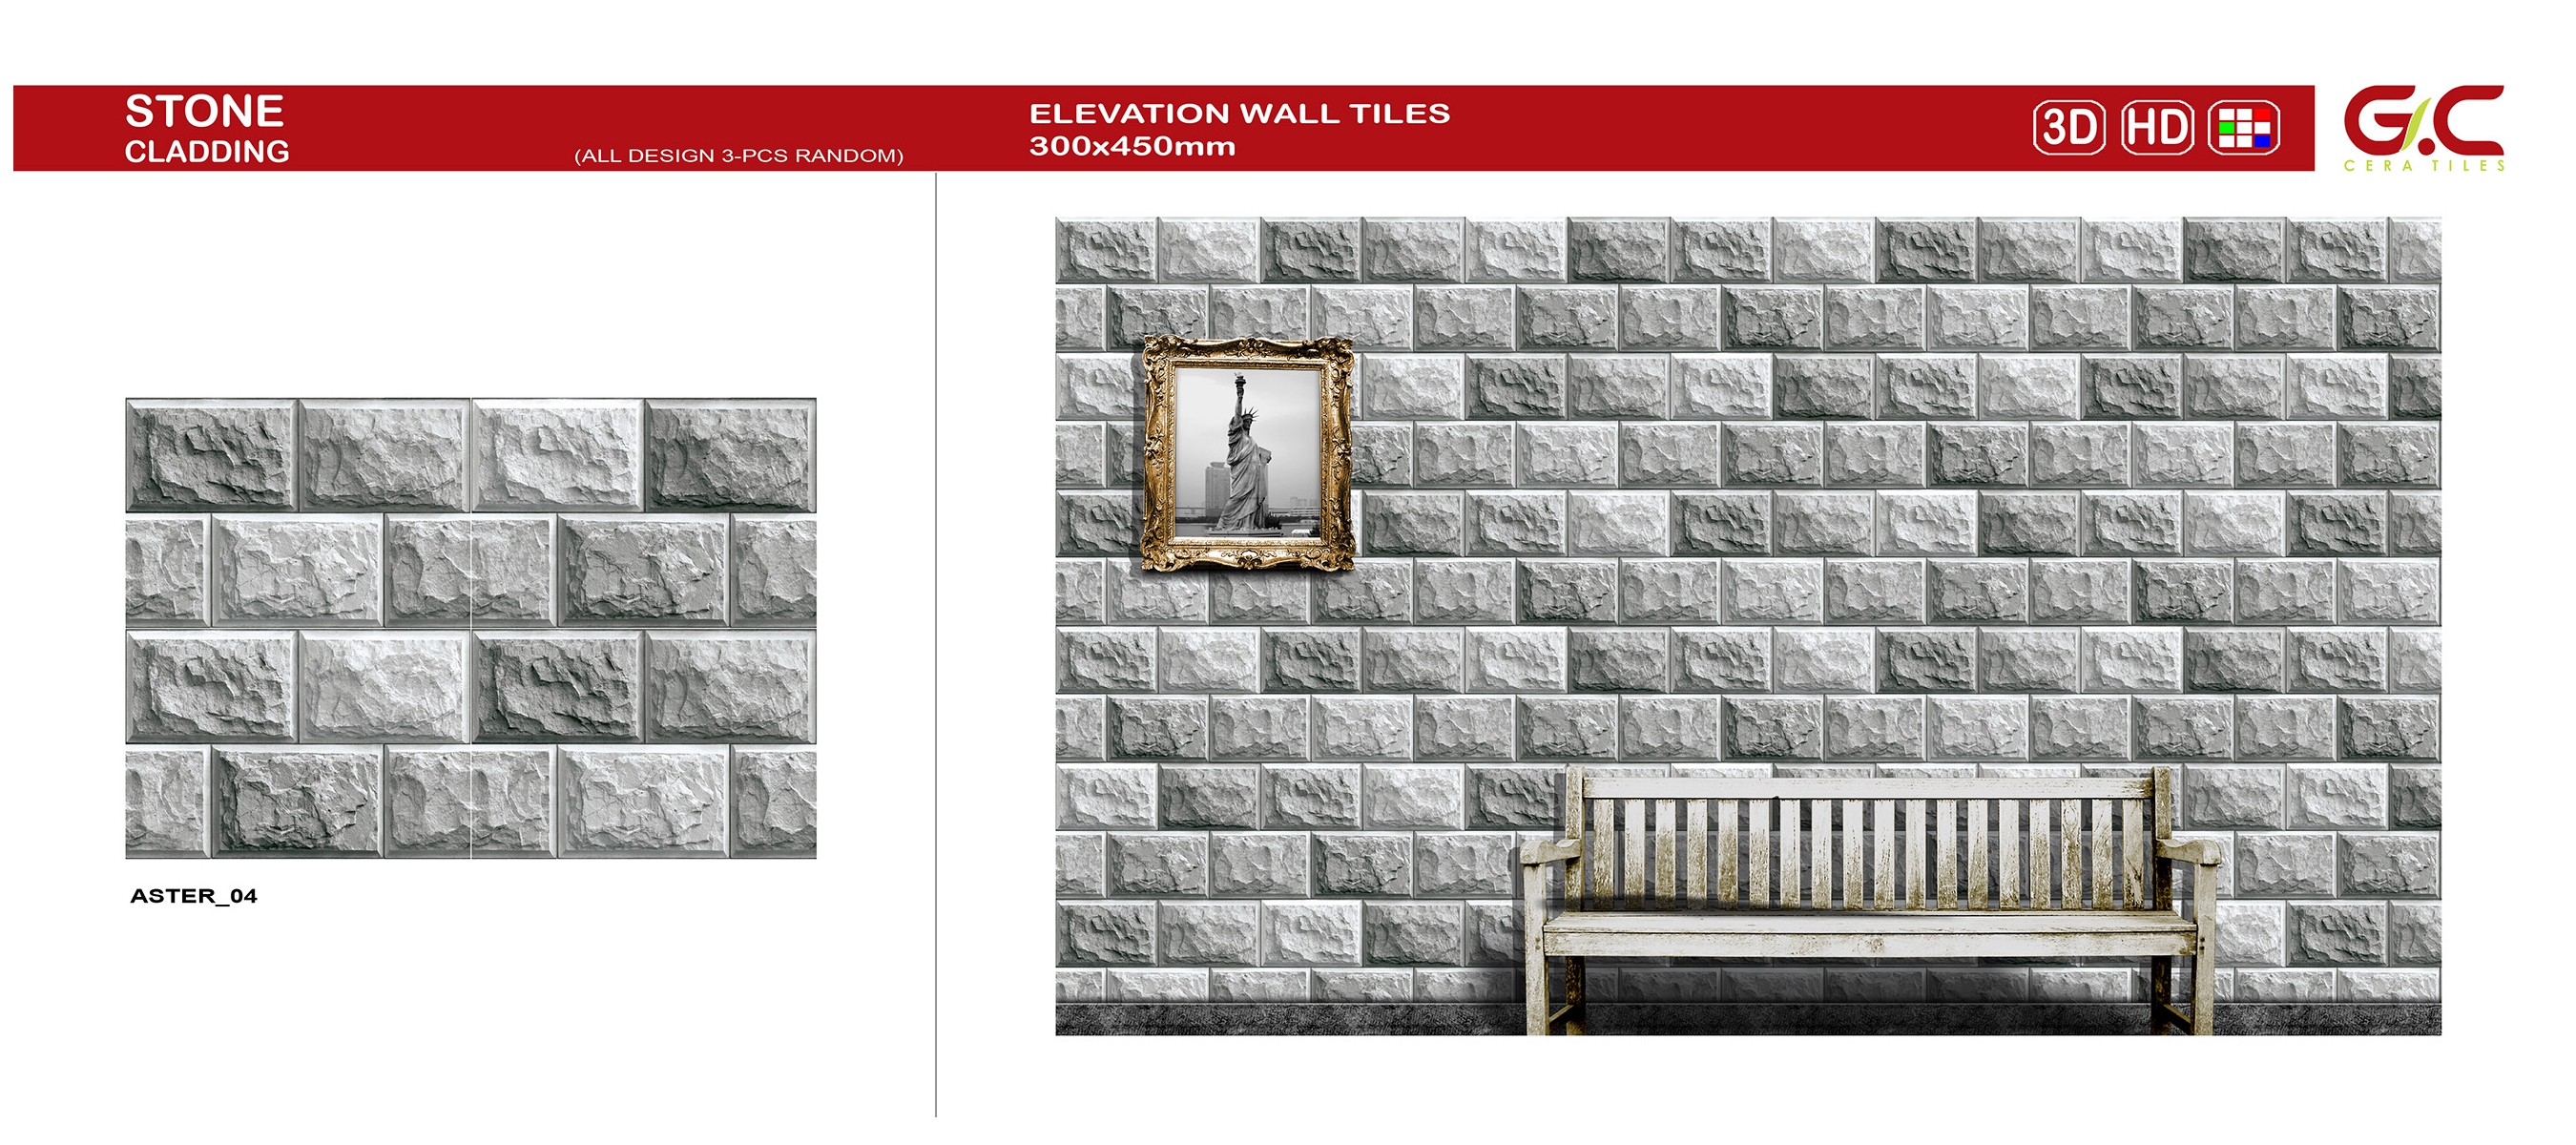 STONE
CLADDING
(ALL DESIGN 3-PCS RANDOM)
ELEVATION WALL TILES
300x450mm
3D
HD
G.C
CERA TILES
ASTER_04